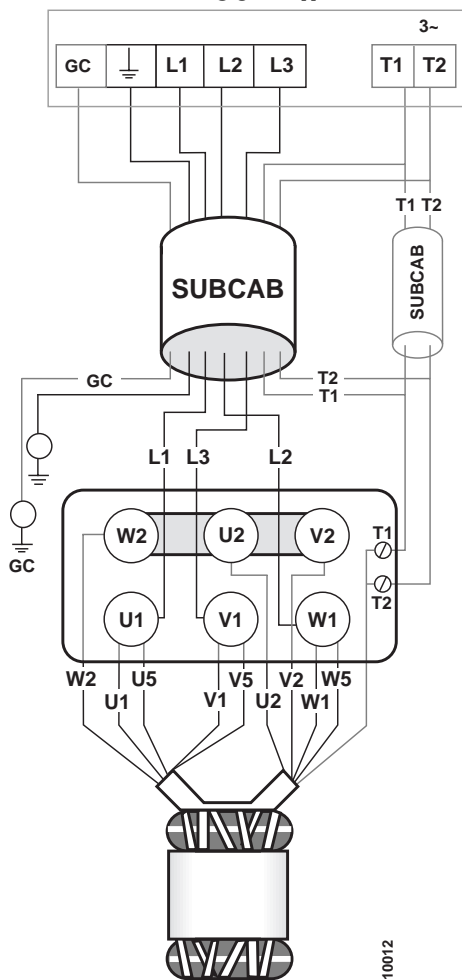 3~
GC L1 L2 L3 T1 T2
T1 T2
SUBCAB
SUBCAB
GC
T2
T1
L1 L3 L2
W2 U2 V2
T1
T2
U1 V1 W1
GC
W2 U5 V5 V2 W5
U1 V1 U2 W1
10012